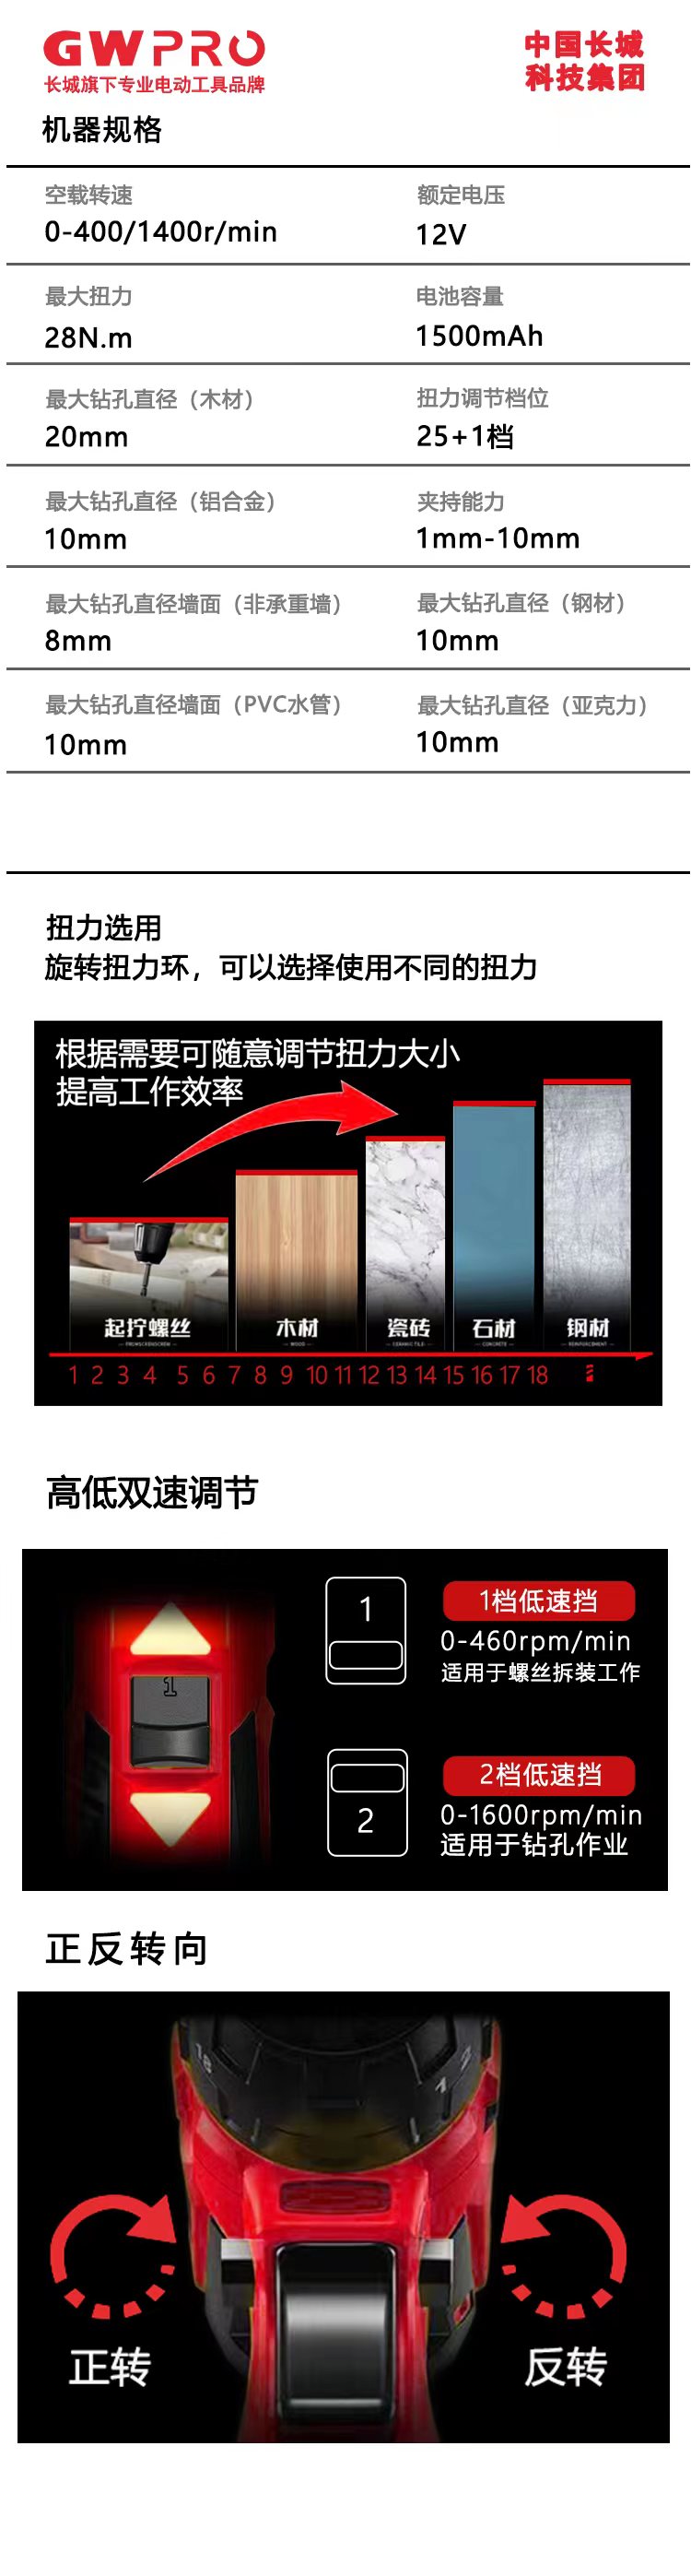 GWPRO
长城旗下专业电动工具品牌
中国长城
科技集团
机器规格
空载转速
0-400/1400r/min
额定电压
12V
最大扭力
28N.m
电池容量
1500mAh
最大钻孔直径（木材）
20mm
扭力调节档位
25+1档
最大钻孔直径（铝合金）
10mm
夹持能力
1mm-10mm
最大钻孔直径墙面（非承重墙）
8mm
最大钻孔直径（钢材）
10mm
最大钻孔直径墙面（PVC水管）
10mm
最大钻孔直径（亚克力）
10mm
扭力选用
旋转扭力环，可以选择使用不同的扭力
根据需要可随意调节扭力大小
提高工作效率
起拧螺丝 木材 瓷砖 石材 钢材
WOOD CERAMIC TILE CONCRETE
1 2 3 4 5 6 7 8 9 10 11 12 13 14 15 16 17 18
高低双速调节
1
1
1档低速挡
0-460rpm/min
适用于螺丝拆装工作
2
2档低速挡
0-1600rpm/min
适用于钻孔作业
正反转向
18 1
正转
反转